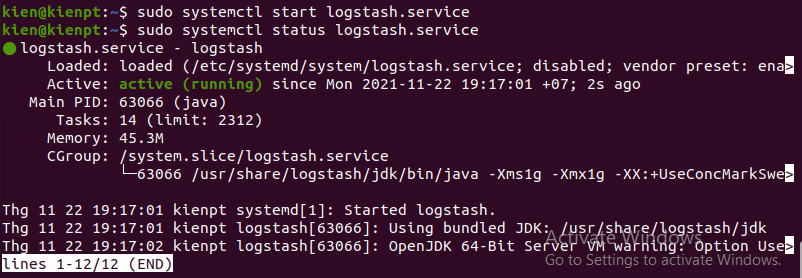 kien@kienpt:~$ sudo systemctl start logstash.service
kien@kienpt:~$ sudo systemctl status logstash.service
● logstash.service - logstash
Loaded: loaded (/etc/systemd/system/logstash.service; disabled; vendor preset: ena>
Active: active (running) since Mon 2021-11-22 19:17:01 +07; 2s ago
Main PID: 63066 (java)
Tasks: 14 (limit: 2312)
Memory: 45.3M
CGroup: /system.slice/logstash.service
└─63066 /usr/share/logstash/jdk/bin/java -Xms1g -Xmx1g -XX:+UseConcMarkSwe>
Thg 11 22 19:17:01 kienpt systemd[1]: Started logstash.
Thg 11 22 19:17:01 kienpt logstash[63066]: Using bundled JDK: /usr/share/logstash/jdk
Thg 11 22 19:17:02 kienpt logstash[63066]: OpenJDK 64-Bit Server VM warning: Option Use>
lines 1-12/12 (END)
Activate Windows
Go to Settings to activate Windows.